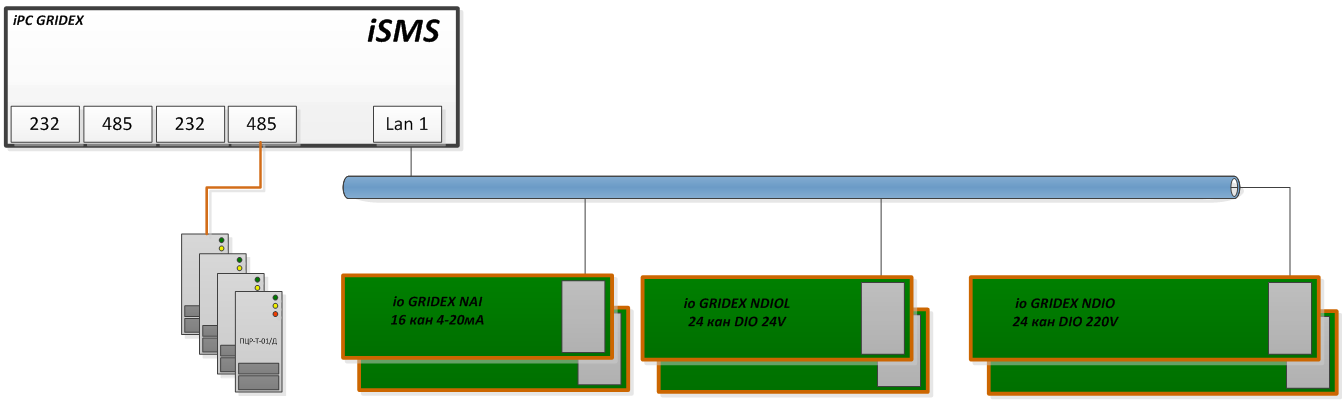 iPC GRIDEX
iSMS
232
485
232
485
Lan 1
ПЦР-Т-01/Д
io GRIDEX NAI
16 кан 4-20мА
io GRIDEX NDIOL
24 кан DIO 24V
io GRIDEX NDIO
24 кан DIO 220V